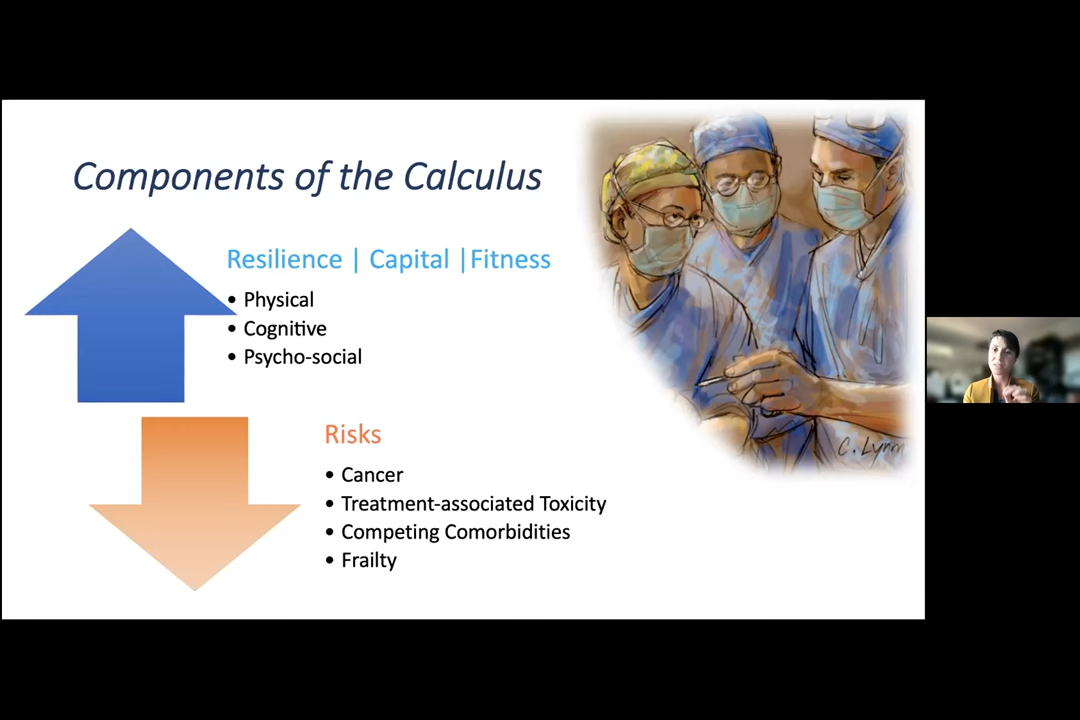 Components of the Calculus
Resilience | Capital |Fitness
• Physical
• Cognitive
• Psycho-social
Risks
• Cancer
• Treatment-associated Toxicity
• Competing Comorbidities
• Frailty
C. Lynn